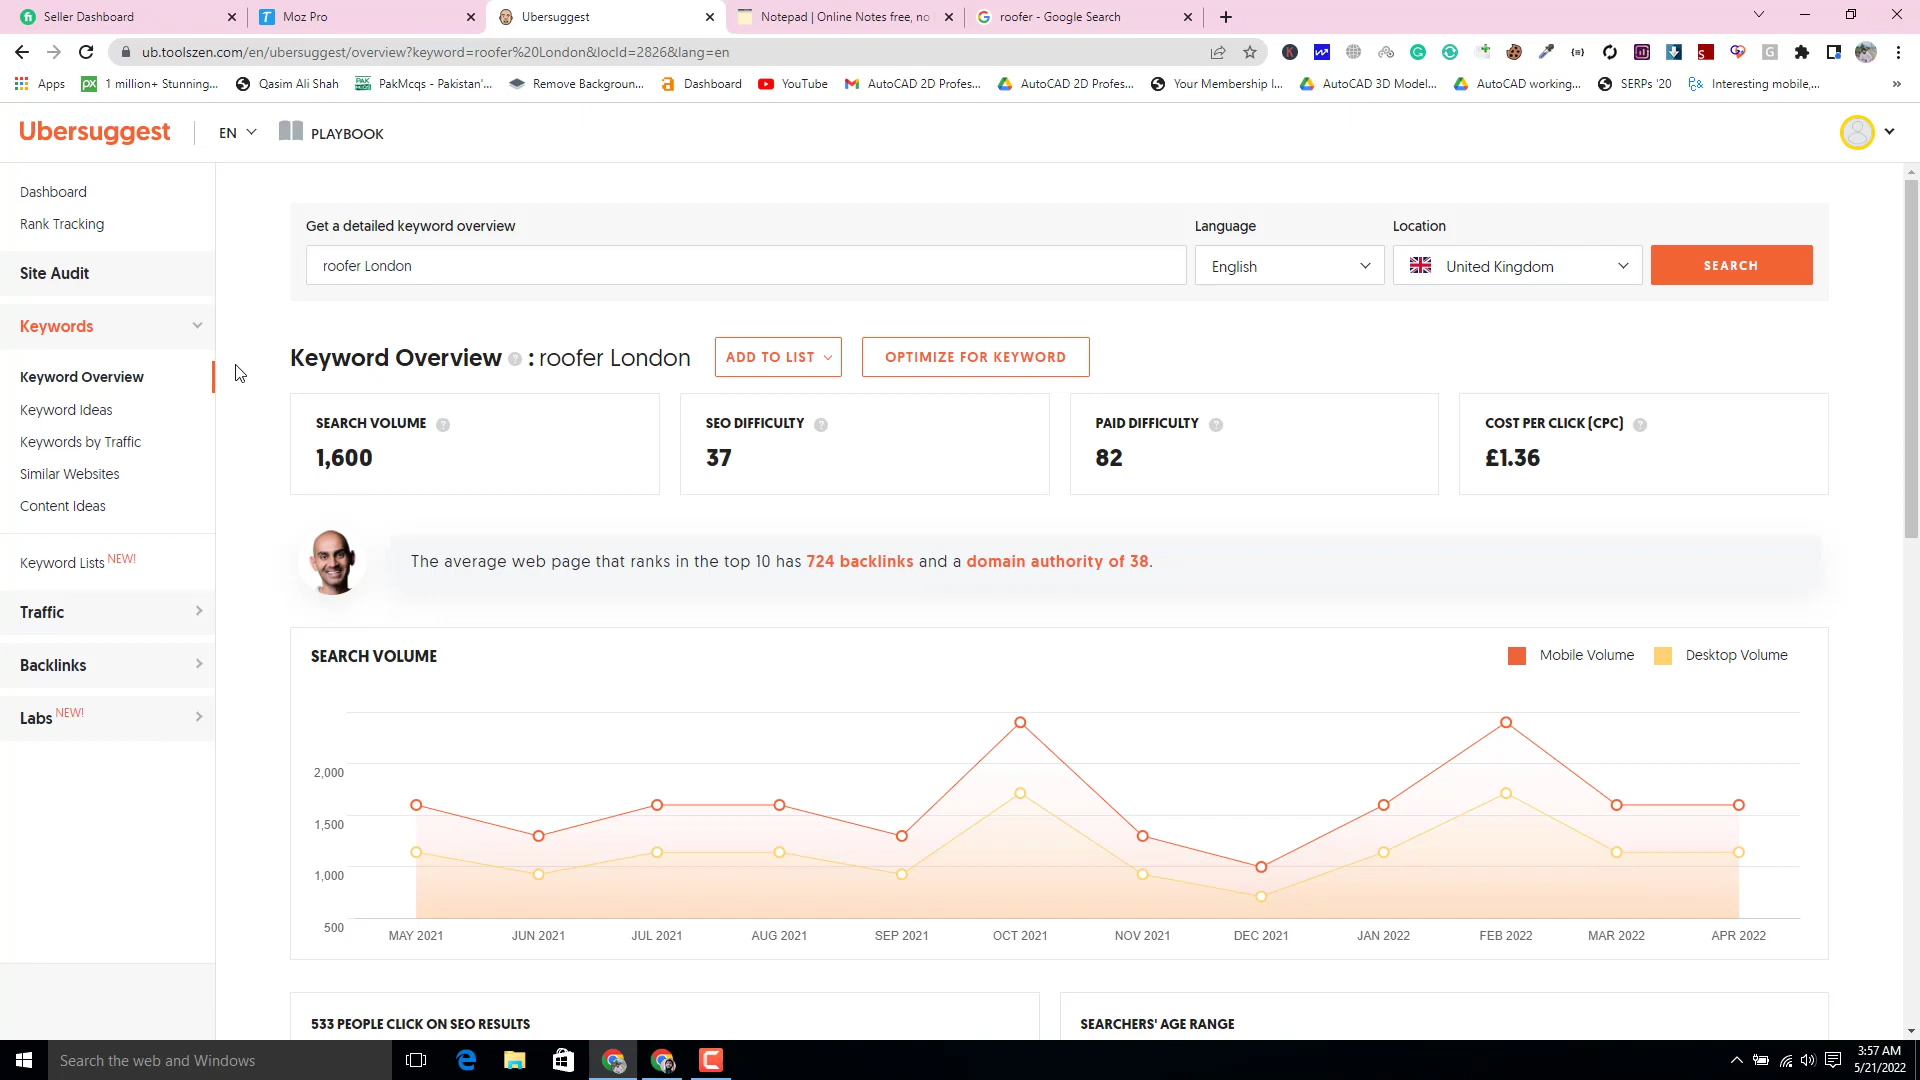 Seller Dashboard
Moz Pro
Ubersuggest
Notepad | Online Notes free, no
roofer - Google Search
ub.toolszen.com/en/ubersuggest/overview?keyword=roofer%20London&locId=2826&lang=en
Apps
1 million+ Stunning...
Qasim Ali Shah
PakMcqs - Pakistan'...
Remove Backgroun...
Dashboard
YouTube
AutoCAD 2D Profes...
AutoCAD 2D Profes...
Your Membership I...
AutoCAD 3D Model...
AutoCAD working...
SERPs '20
Interesting mobile,...
Ubersuggest
EN
PLAYBOOK
Dashboard
Rank Tracking
Site Audit
Keywords
Keyword Overview
Keyword Ideas
Keywords by Traffic
Similar Websites
Content Ideas
Keyword Lists NEW!
Traffic
Backlinks
Labs NEW!
Get a detailed keyword overview
Language
Location
roofer London
English
United Kingdom
SEARCH
Keyword Overview : roofer London
ADD TO LIST
OPTIMIZE FOR KEYWORD
SEARCH VOLUME
1,600
SEO DIFFICULTY
37
PAID DIFFICULTY
82
COST PER CLICK (CPC)
£1.36
The average web page that ranks in the top 10 has 724 backlinks and a domain authority of 38.
SEARCH VOLUME
Mobile Volume
Desktop Volume
2,000
1,500
1,000
500
MAY 2021
JUN 2021
JUL 2021
AUG 2021
SEP 2021
OCT 2021
NOV 2021
DEC 2021
JAN 2022
FEB 2022
MAR 2022
APR 2022
533 PEOPLE CLICK ON SEO RESULTS
SEARCHERS' AGE RANGE
Search the web and Windows
3:57 AM
5/21/2022